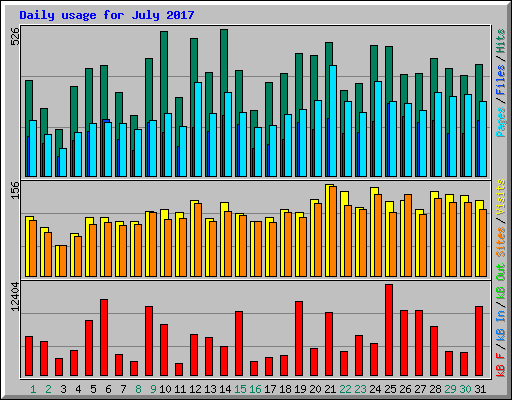 Daily usage for July 2017
526
Pages / Files / Hits
156
Sites / Visits
12404
kB F / kB In / kB Out
1 2 3 4 5 6 7 8 9 10 11 12 13 14 15 16 17 18 19 20 21 22 23 24 25 26 27 28 29 30 31